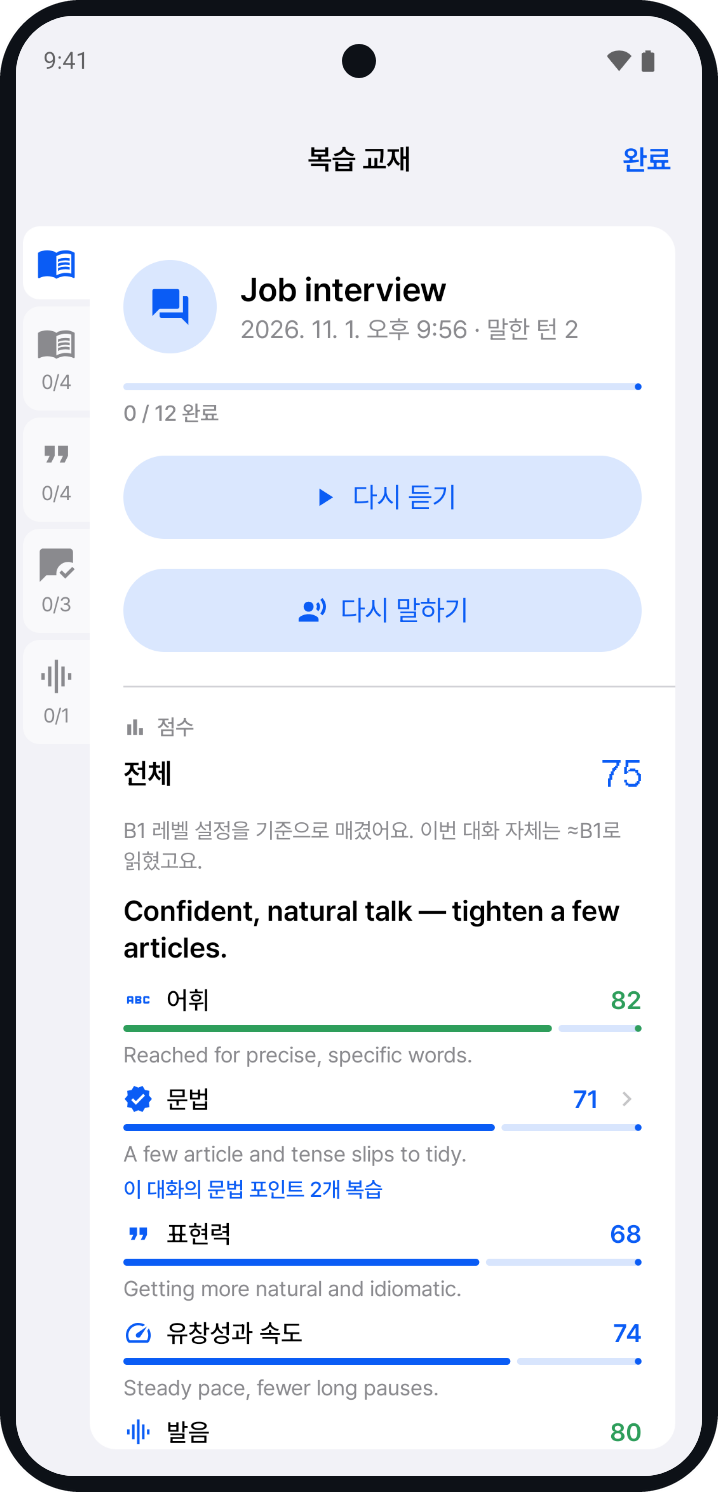 9:41
복습 교재
완료
Job interview
2026. 11. 1. 오후 9:56 · 말한 턴 2
0 / 12 완료
다시 듣기
다시 말하기
0/4
0/4
0/3
0/1
점수
전체
75
B1 레벨 설정을 기준으로 매겼어요. 이번 대화 자체는 ≈B1로
읽혔고요.
Confident, natural talk — tighten a few
articles.
ABC 어휘
82
Reached for precise, specific words.
문법
71
A few article and tense slips to tidy.
이 대화의 문법 포인트 2개 복습
표현력
68
Getting more natural and idiomatic.
유창성과 속도
74
Steady pace, fewer long pauses.
발음
80